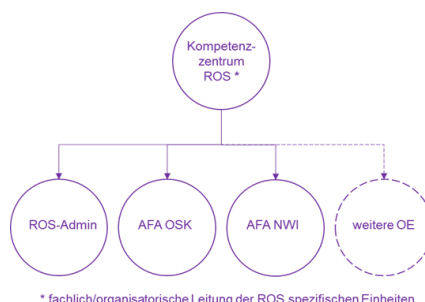 Kompetenz-
zentrum
ROS *
ROS-Admin
AFA OSK
AFA NWI
weitere OE
* fachlich/organisatorische Leitung der ROS spezifischen Einheiten